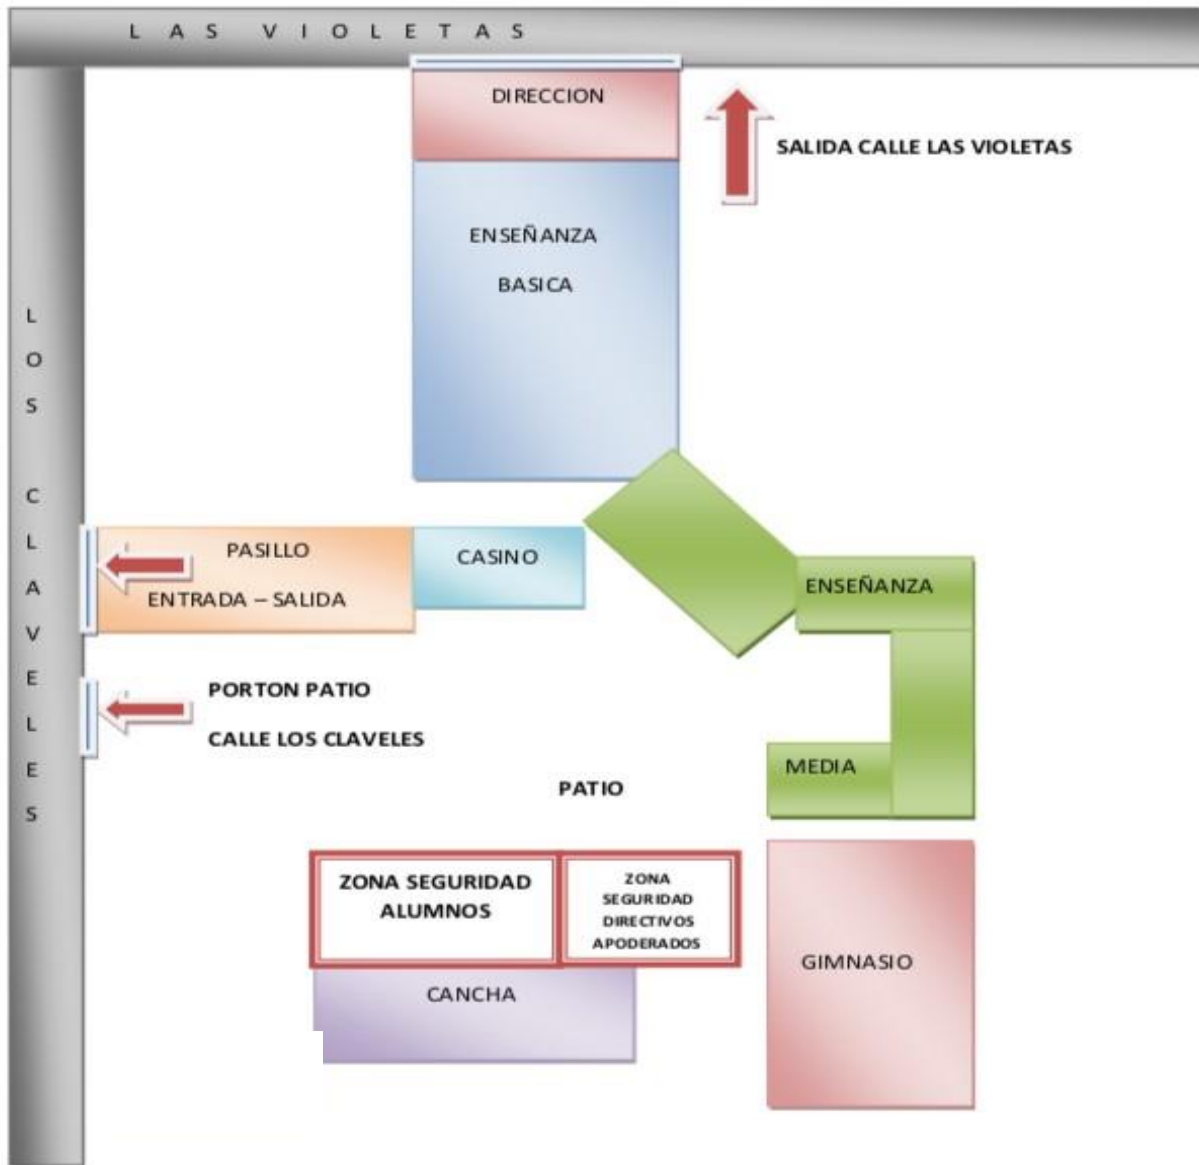 LAS VIOLETAS
DIRECCION
SALIDA CALLE LAS VIOLETAS
ENSEÑANZA
BASICA
LOS CLAVELES
PASILLO
ENTRADA – SALIDA
CASINO
ENSEÑANZA
PORTON PATIO
CALLE LOS CLAVELES
MEDIA
PATIO
ZONA SEGURIDAD
ALUMNOS
ZONA
SEGURIDAD
DIRECTIVOS
APODERADOS
GIMNASIO
CANCHA